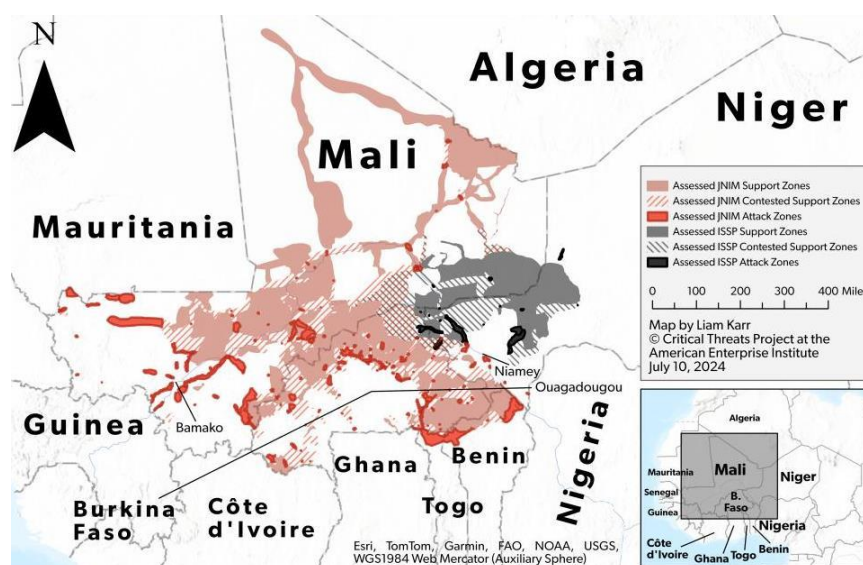 N
Algeria
Niger
Mali
Mauritania
Assessed JNIM Support Zones
Assessed JNIM Contested Support Zones
Assessed JNIM Attack Zones
Assessed ISSP Support Zones
Assessed ISSP Contested Support Zones
Assessed ISSP Attack Zones
0 50 100 200 300 400 Mile
Map by Liam Karr
© Critical Threats Project at the
American Enterprise Institute
July 10, 2024
Niamey
Ouagadougou
Guinea
Bamako
Ghana
Benin
Nigeria
Burkina
Faso
Côte
d'Ivoire
Togo
Esri, TomTom, Garmin, FAO, NOAA, USGS,
WGS1984 Web Mercator (Auxiliary Sphere)
Algeria
Mauritania
Mali
Niger
Senegal
B.
Faso
Guinea
Nigeria
Côte
d'Ivoire
Ghana
Togo
Benin